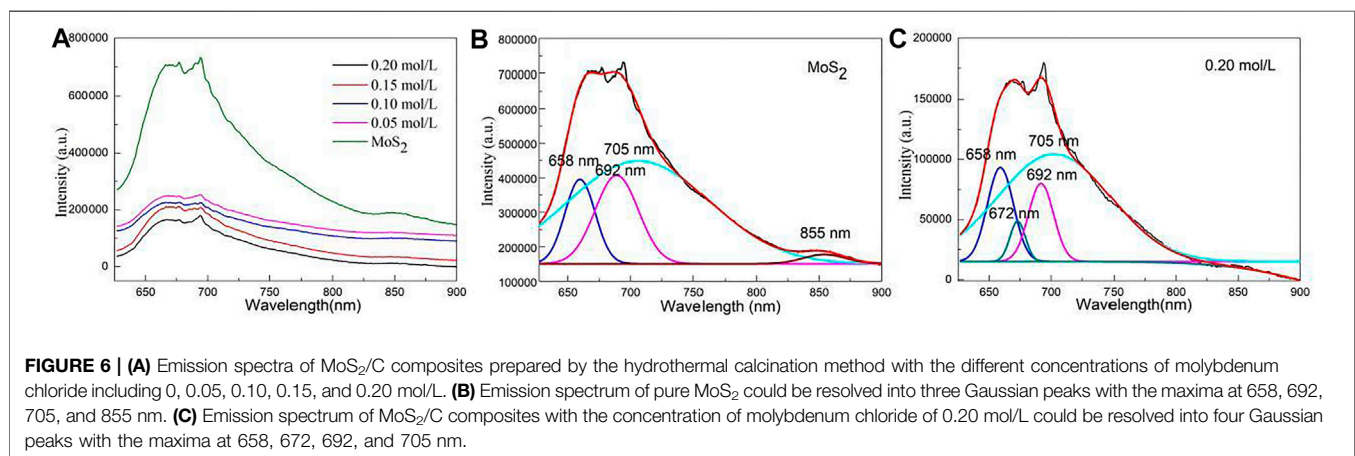 A
800000
600000
400000
200000
0
Intensity (a.u.)
0.20 mol/L
0.15 mol/L
0.10 mol/L
0.05 mol/L
MoS2
650 700 750 800 850 900
Wavelength(nm)
B
800000
700000
600000
500000
400000
300000
200000
100000
Intensity (a.u.)
MoS2
705 nm
658 nm
692 nm
855 nm
650 700 750 800 850 900
Wavelength (nm)
C
200000
150000
100000
50000
0
Intensity (a.u.)
0.20 mol/L
705 nm
658 nm
692 nm
672 nm
650 700 750 800 850 900
Wavelength(nm)
FIGURE 6 | (A) Emission spectra of MoS2/C composites prepared by the hydrothermal calcination method with the different concentrations of molybdenum
chloride including 0, 0.05, 0.10, 0.15, and 0.20 mol/L. (B) Emission spectrum of pure MoS2 could be resolved into three Gaussian peaks with the maxima at 658, 692,
705, and 855 nm. (C) Emission spectrum of MoS2/C composites with the concentration of molybdenum chloride of 0.20 mol/L could be resolved into four Gaussian
peaks with the maxima at 658, 672, 692, and 705 nm.